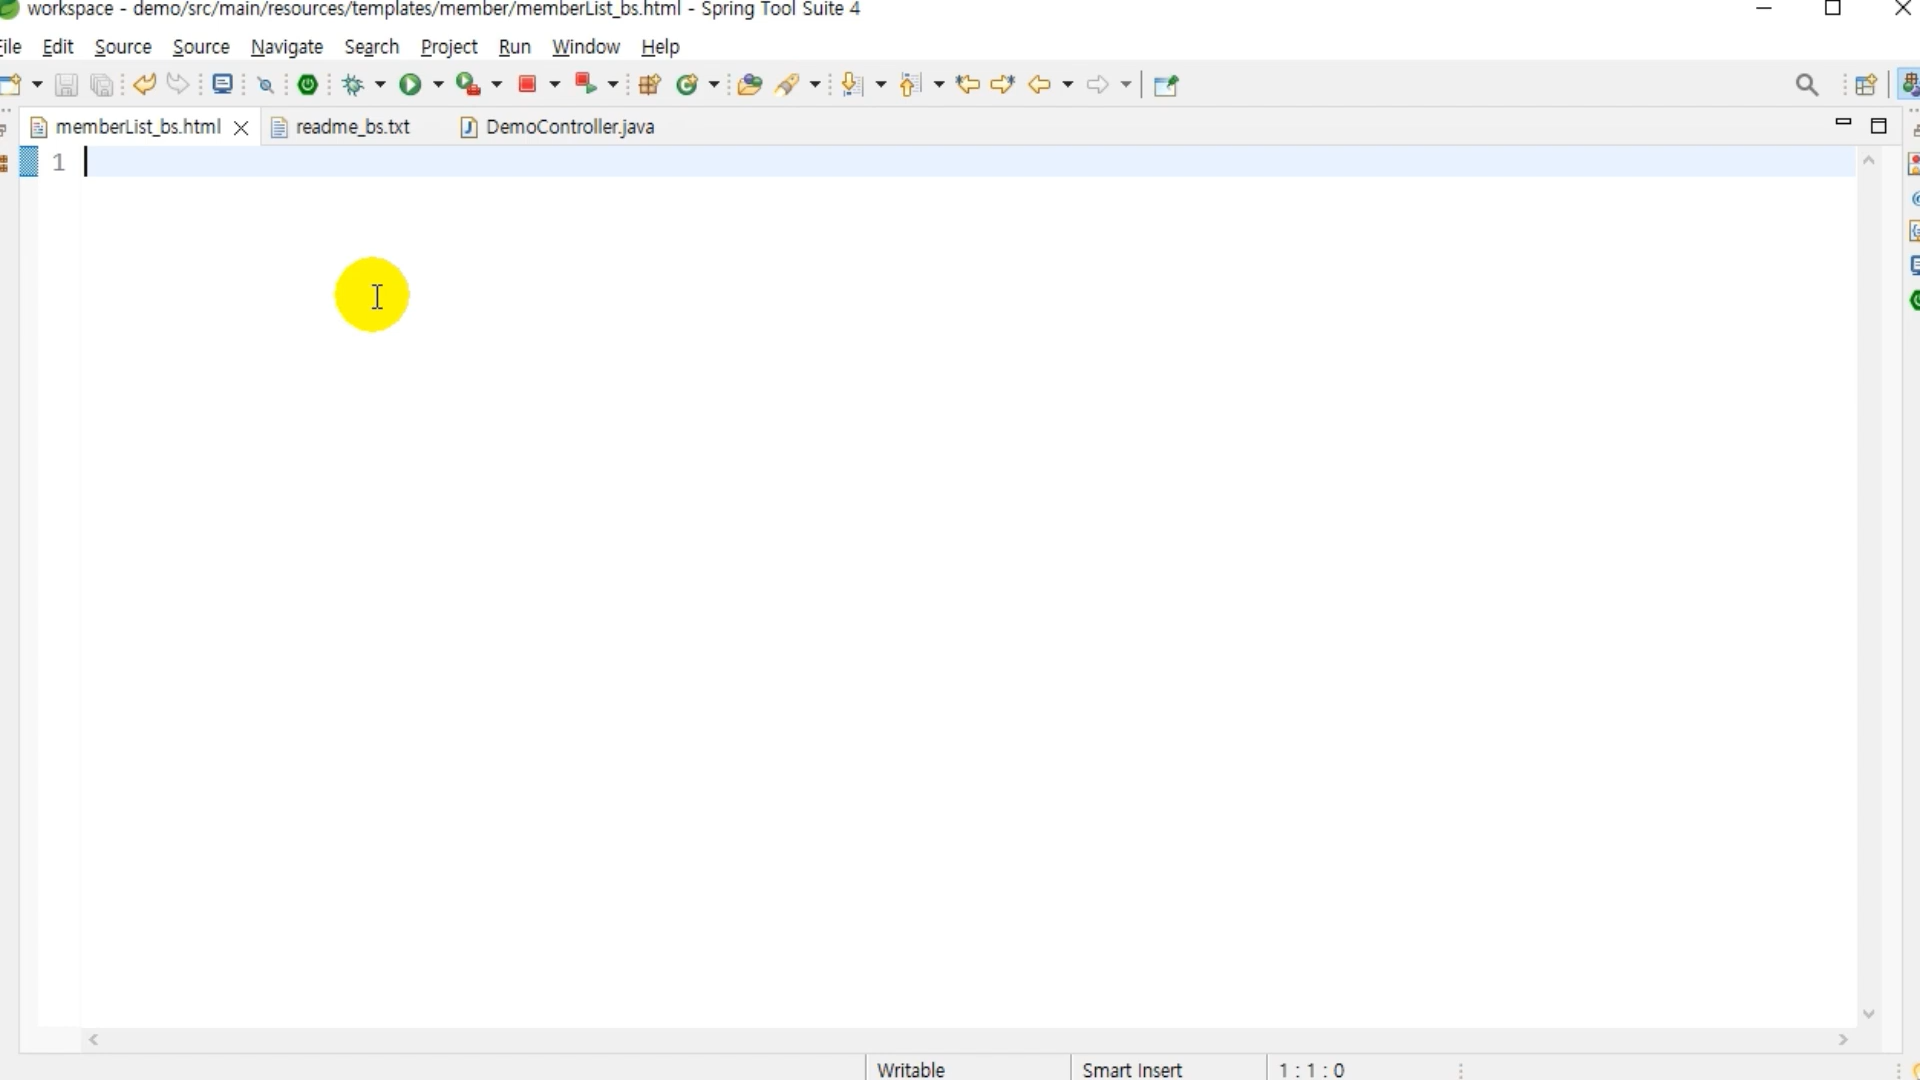 workspace - demo/src/main/resources/templates/member/memberList_bs.html - Spring Tool Suite 4
File Edit Source Source Navigate Search Project Run Window Help
memberList_bs.html readme_bs.txt DemoController.java
1
Writable Smart Insert 1 : 1 : 0